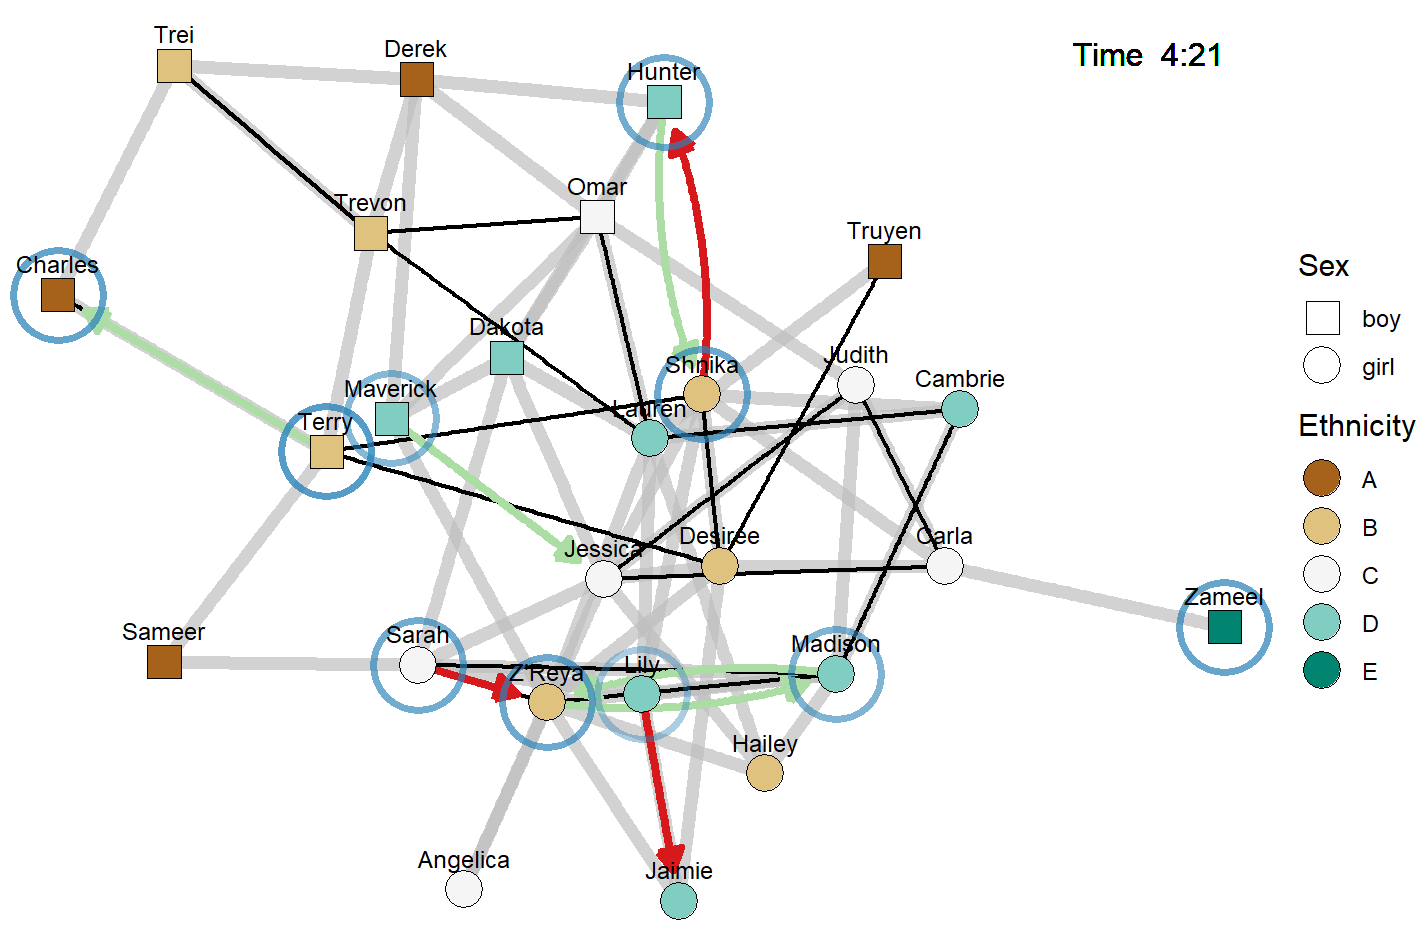 Trei
Derek
Time  4:21
Hunter
Omar
Trevon
Truyen
Charles
Dakota
Shnika
Judith
Cambrie
Maverick
Lauren
Terry
Desiree
Carla
Jessica
Zameel
Sameer
Sarah
Madison
Lily
Z'Reya
Hailey
Angelica
Jaimie
Sex
boy
girl
Ethnicity
A
B
C
D
E